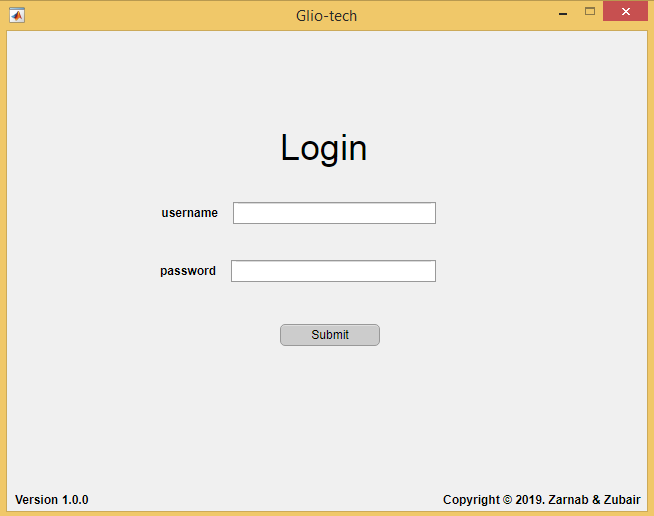 Glio-tech
Login
username
password
Submit
Version 1.0.0
Copyright © 2019. Zarnab & Zubair